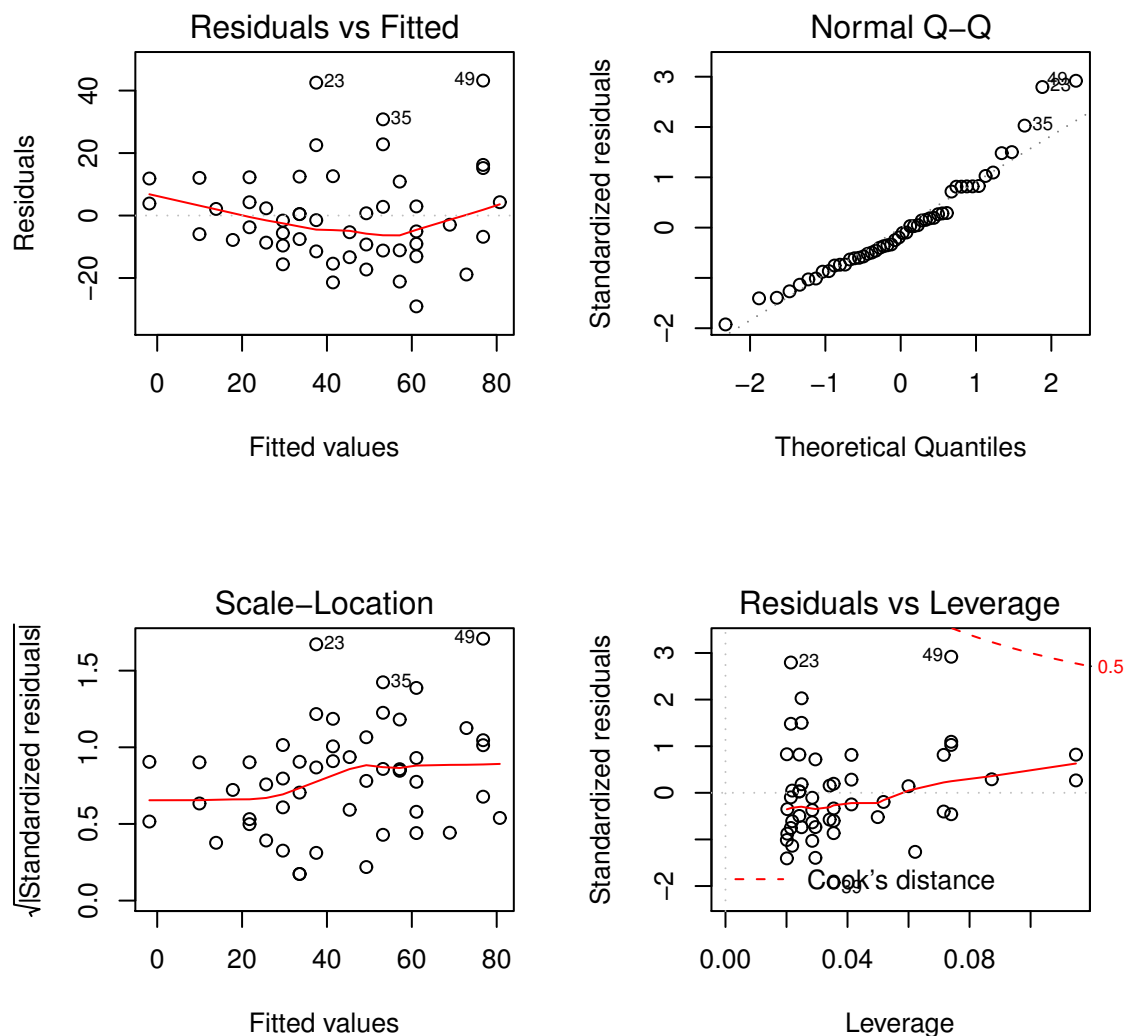 Residuals vs Fitted
Residuals
−20 0 20 40
23
49
35
0 20 40 60 80
Fitted values
Normal Q−Q
Standardized residuals
−2 0 1 2 3
49
23
35
−2 −1 0 1 2
Theoretical Quantiles
Scale−Location
√|Standardized residuals|
0.0 0.5 1.0 1.5
23
49
35
0 20 40 60 80
Fitted values
Residuals vs Leverage
Standardized residuals
−2 0 1 2 3
23
49
0.5
Cook's distance
39
0.00 0.04 0.08
Leverage